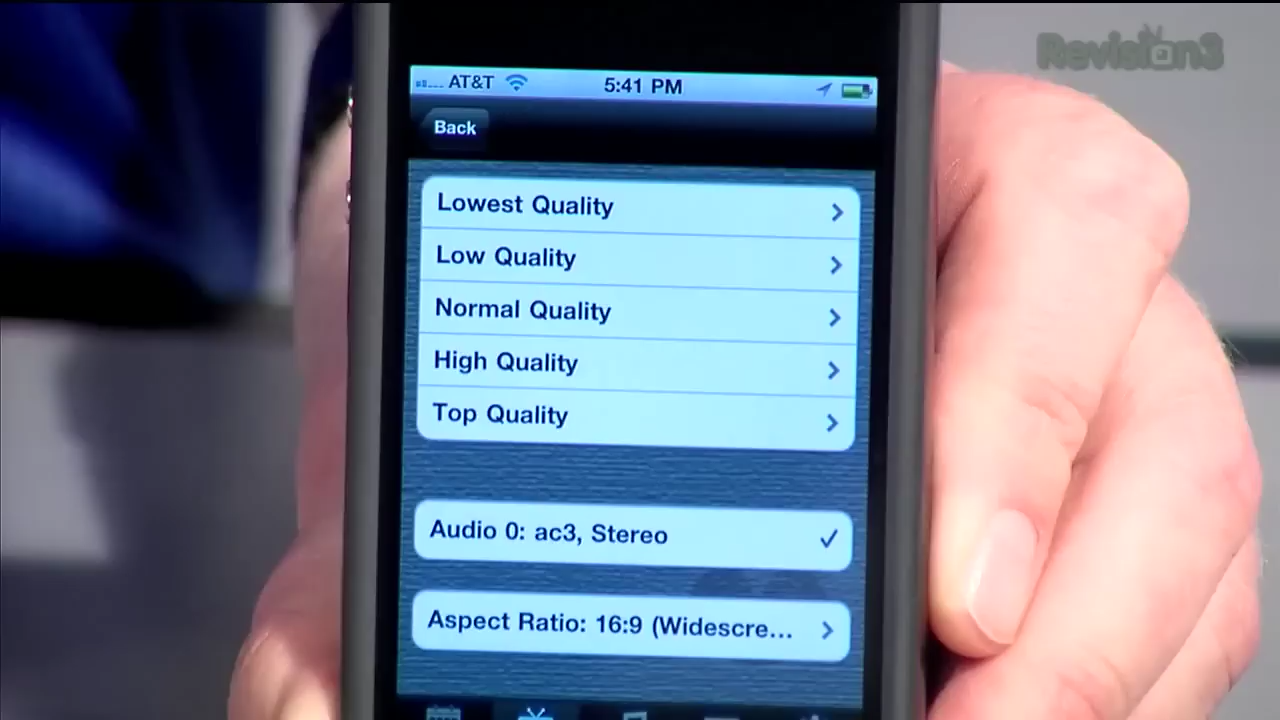 Revision3
AT&T 5:41 PM
Back
Lowest Quality
Low Quality
Normal Quality
High Quality
Top Quality
Audio 0: ac3, Stereo
Aspect Ratio: 16:9 (Widescre...